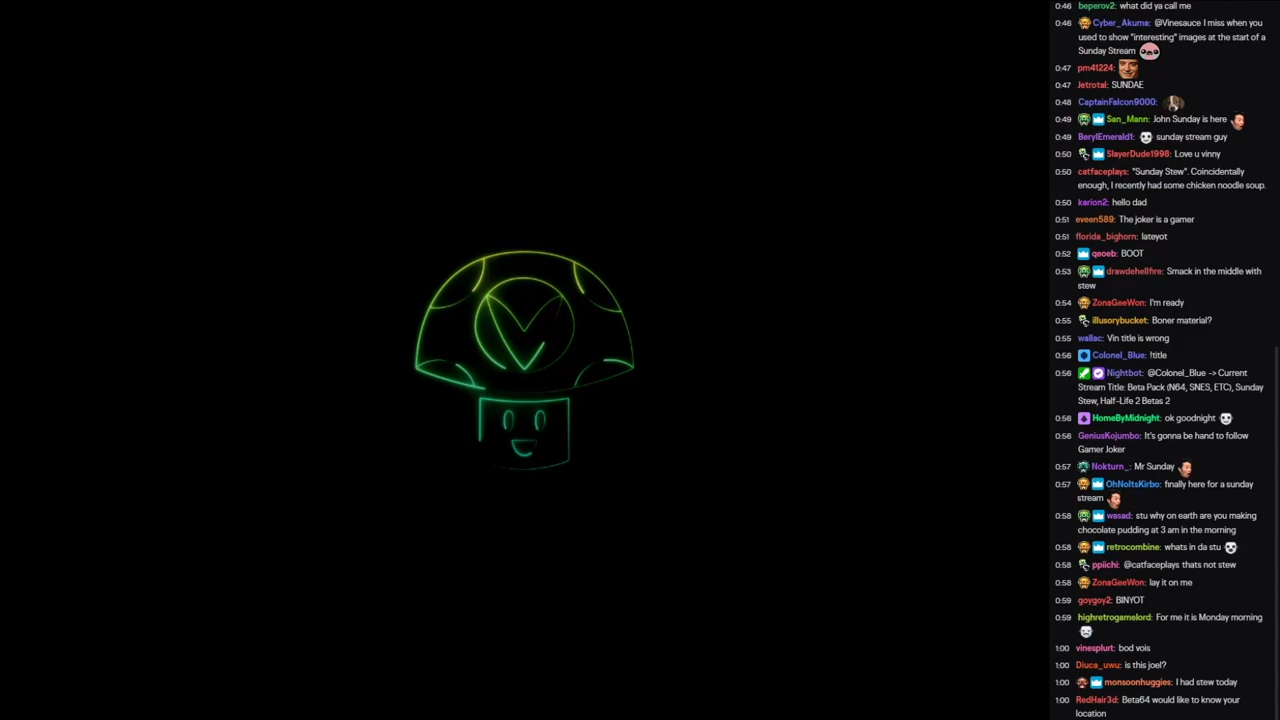 0:46 beperov2: what did ya call me
0:46 Cyber_Akuma: @Vinesauce I miss when you
used to show "interesting" images at the start of a
Sunday Stream
0:47 pm41224:
0:47 Jetrotal: SUNDAE
0:48 CaptainFalcon9000:
0:49 San_Mann: John Sunday is here
0:49 BerylEmerald1: sunday stream guy
0:50 SlayerDude1998: Love u vinny
0:50 catfaceplays: "Sunday Stew". Coincidentally
enough, I recently had some chicken noodle soup.
0:50 karion2: hello dad
0:51 eveen589: The joker is a gamer
0:51 florida_bighorn: lateyot
0:52 qeoeb: BOOT
0:53 drawdehellfire: Smack in the middle with
stew
0:54 ZonaGeeWon: I'm ready
0:55 illusorybucket: Boner material?
0:55 wallac: Vin title is wrong
0:56 Colonel_Blue: !title
0:56 Nightbot: @Colonel_Blue -> Current
Stream Title: Beta Pack (N64, SNES, ETC), Sunday
Stew, Half-Life 2 Betas 2
0:56 HomeByMidnight: ok goodnight
0:56 GeniusKojumbo: It's gonna be hand to follow
Gamer Joker
0:57 Nokturn_: Mr Sunday
0:57 OhNoItsKirbo: finally here for a sunday
stream
0:58 wasad: stu why on earth are you making
chocolate pudding at 3 am in the morning
0:58 retrocombine: whats in da stu
0:58 ppiichi: @catfaceplays thats not stew
0:58 ZonaGeeWon: lay it on me
0:59 goygoy2: BINYOT
0:59 highretrogamelord: For me it is Monday morning
1:00 vinesplurt: bod vois
1:00 Diuca_uwu: is this joel?
1:00 monsoonhuggies: I had stew today
1:00 RedHair3d: Beta64 would like to know your
location